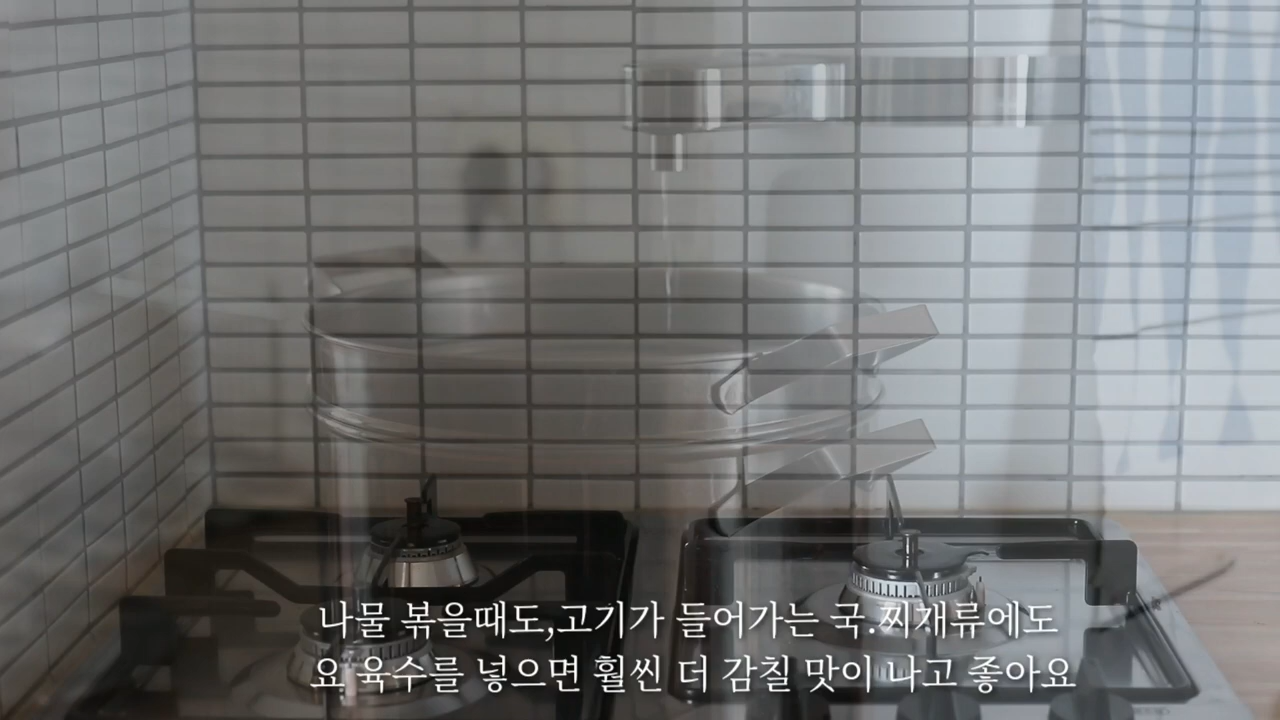 나물 볶을때도,고기가 들어가는 국.찌개류에도
요 육수를 넣으면 훨씬 더 감칠 맛이 나고 좋아요